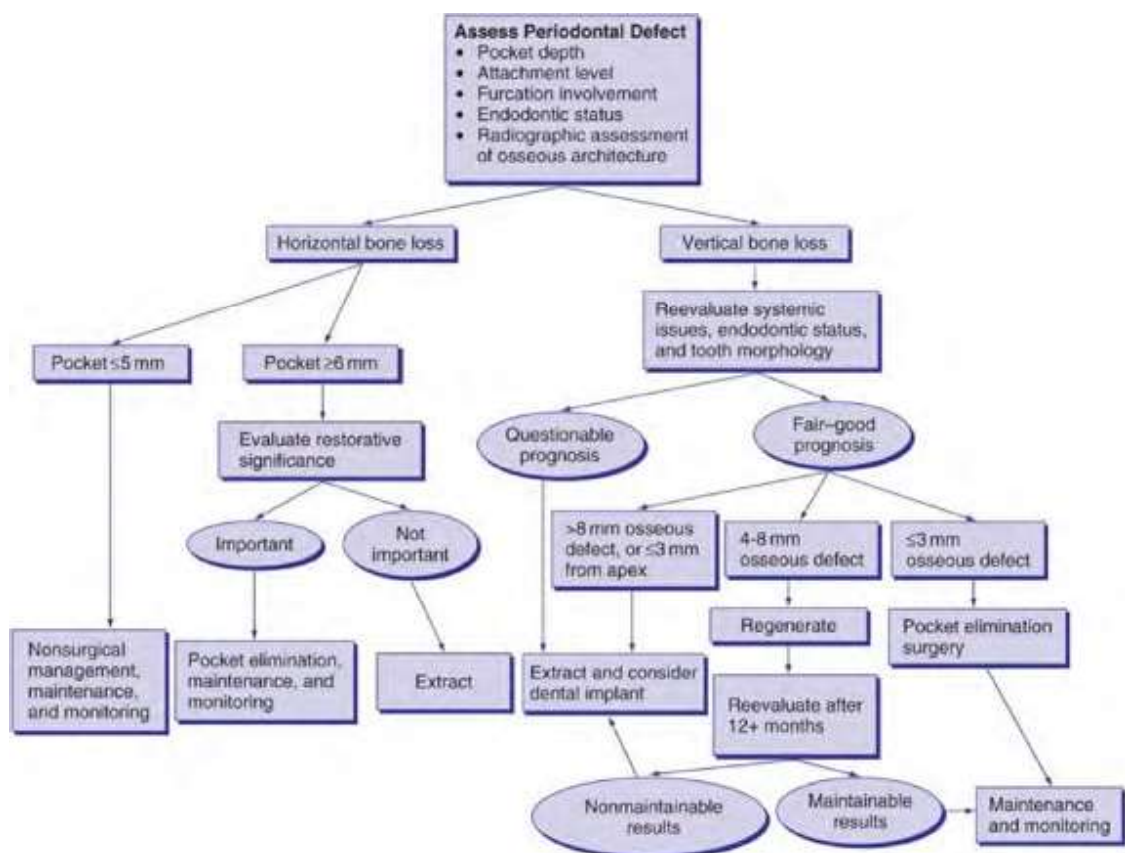 Assess Periodontal Defect
• Pocket depth
• Attachment level
• Furcation involvement
• Endodontic status
• Radiographic assessment
of osseous architecture
Horizontal bone loss
Vertical bone loss
Reevaluate systemic
issues, endodontic status,
and tooth morphology
Pocket ≤5 mm
Pocket ≥6 mm
Evaluate restorative
significance
Questionable
prognosis
Fair–good
prognosis
Important
Not
important
>8 mm osseous
defect, or ≤3 mm
from apex
4-8 mm
osseous defect
≤3 mm
osseous defect
Regenerate
Pocket elimination
surgery
Nonsurgical
management,
maintenance,
and monitoring
Pocket elimination,
maintenance, and
monitoring
Extract
Extract and consider
dental implant
Reevaluate after
12+ months
Nonmaintainable
results
Maintainable
results
Maintenance
and monitoring